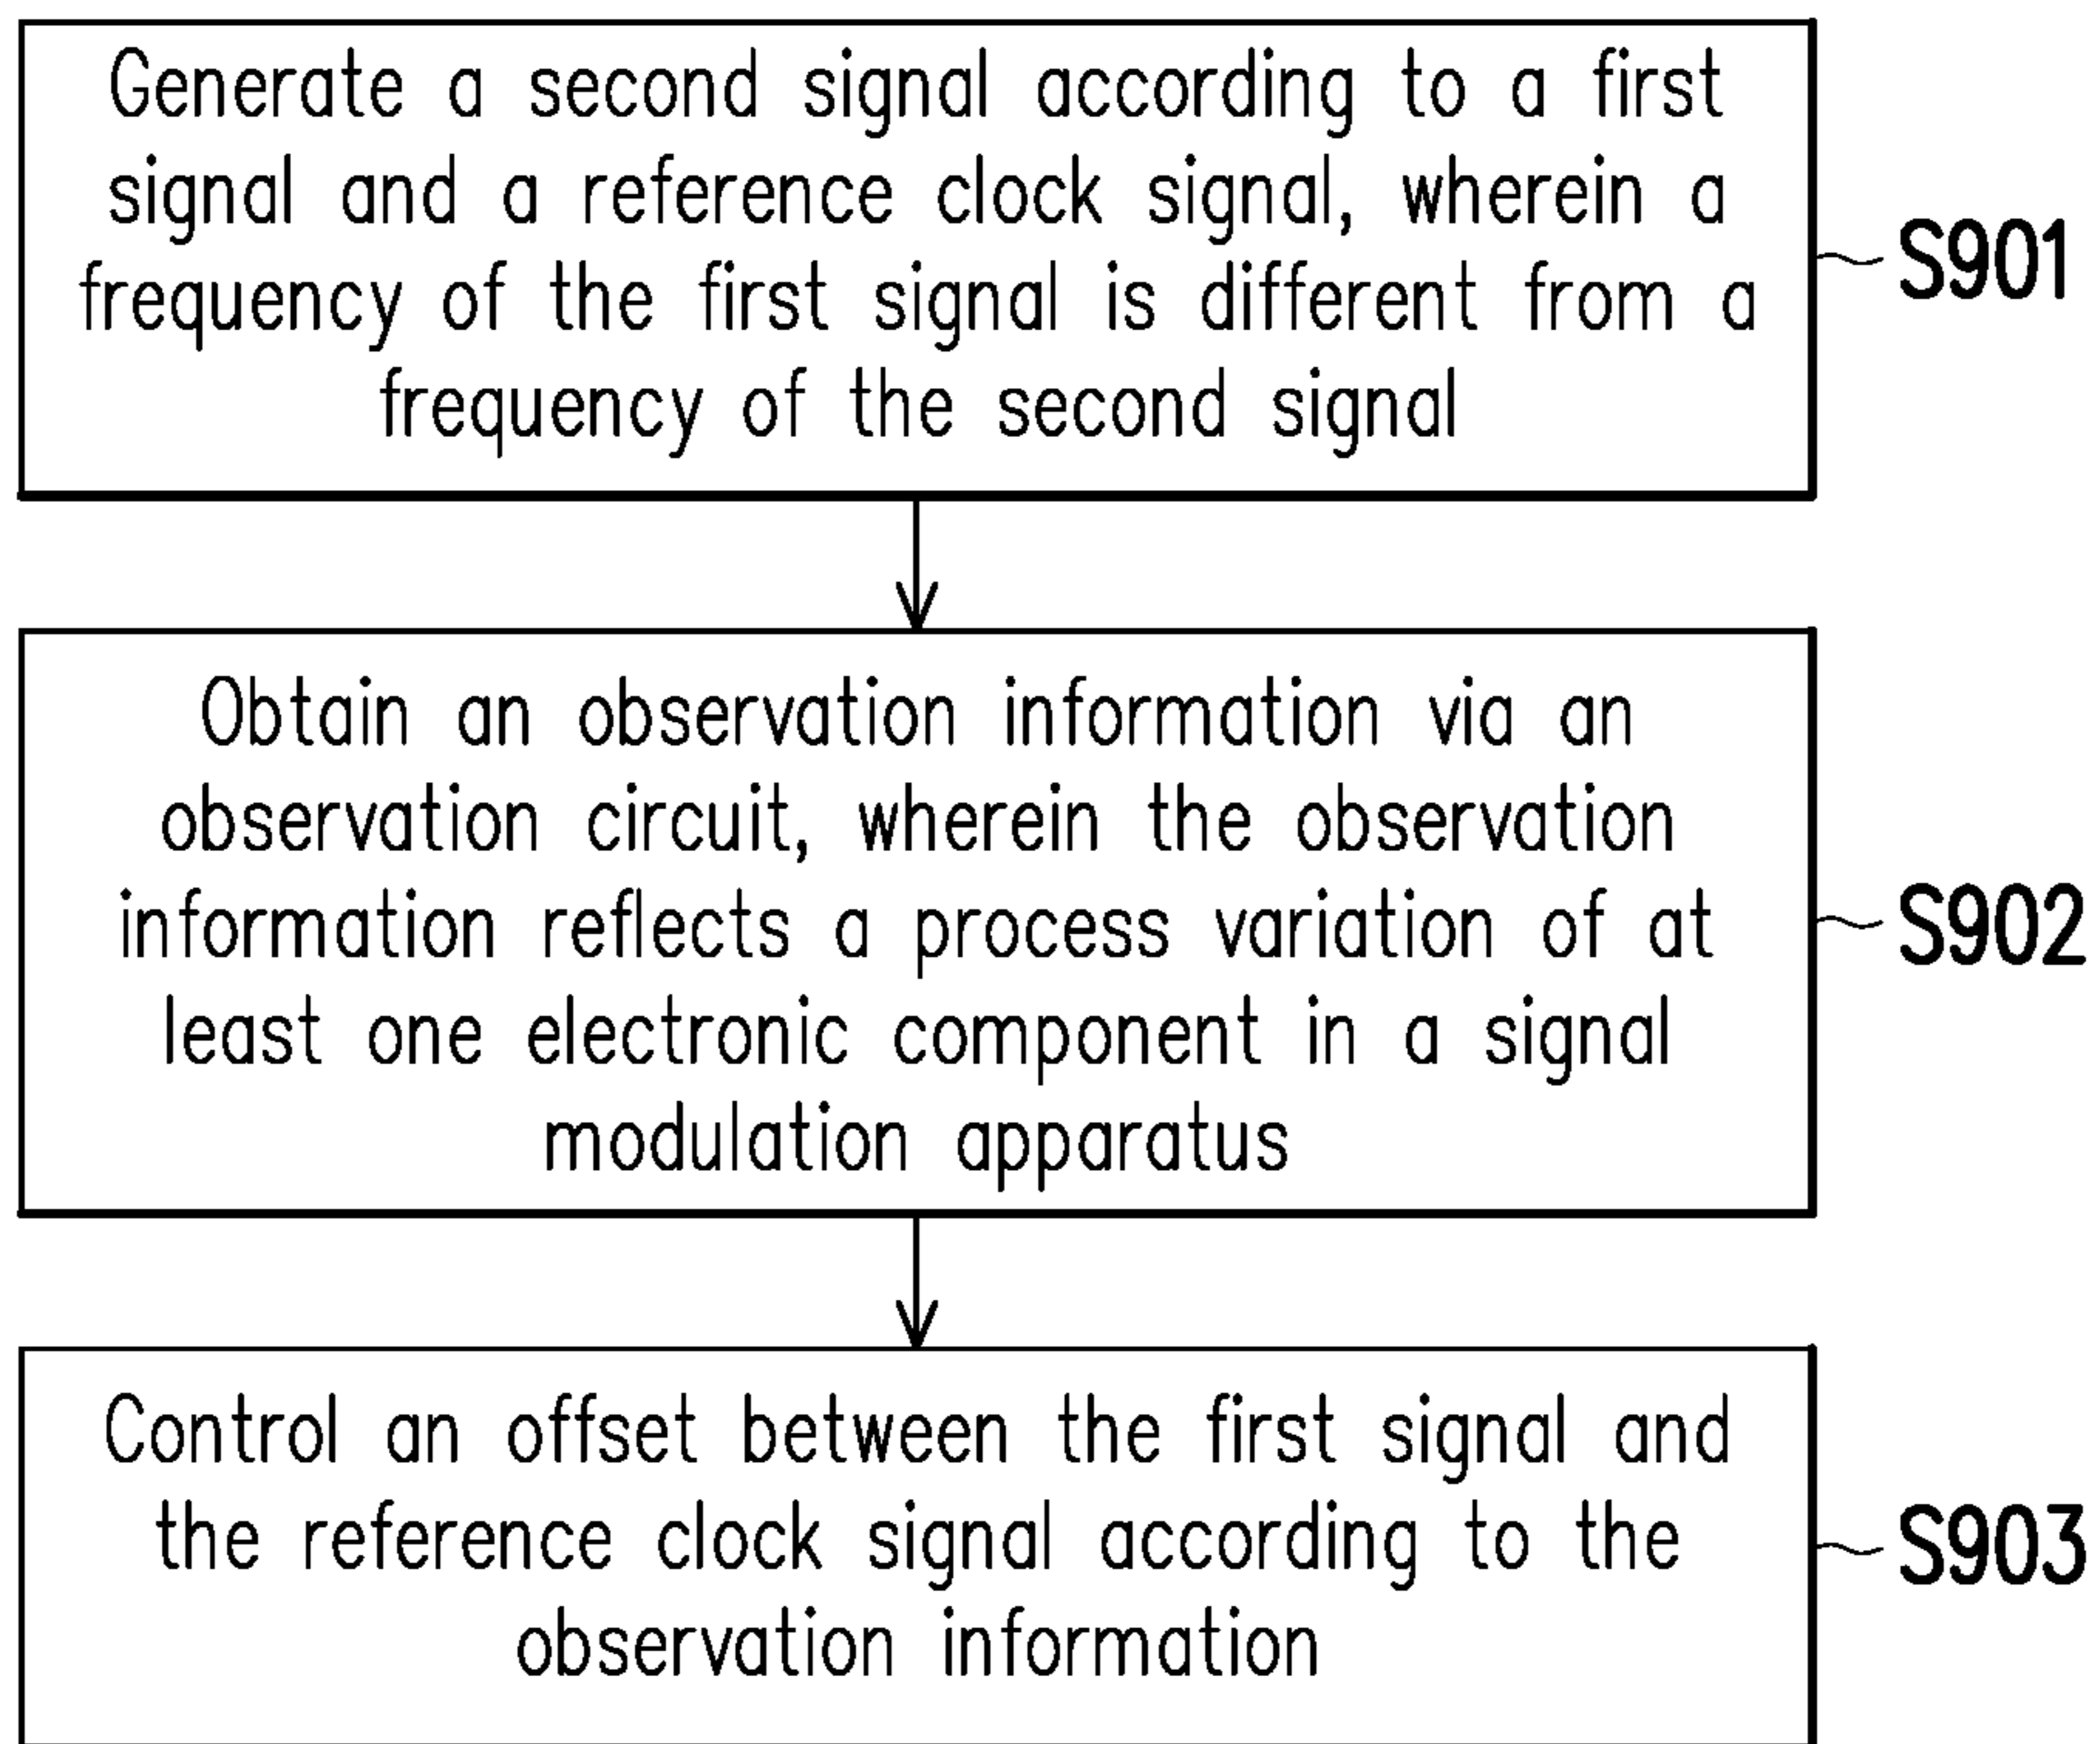 Generate a second signal according to a first
signal and a reference clock signal, wherein a
frequency of the first signal is different from a
frequency of the second signal
S901
Obtain an observation information via an
observation circuit, wherein the observation
information reflects a process variation of at
least one electronic component in a signal
modulation apparatus
S902
Control an offset between the first signal and
the reference clock signal according to the
observation information
S903